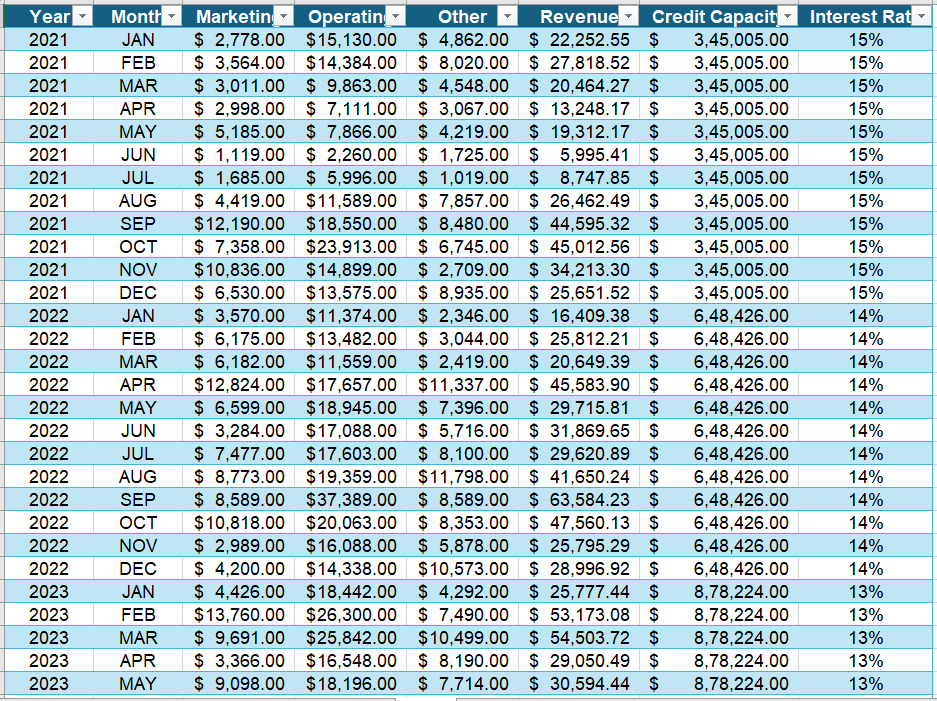 Year Month Marketin Operatin Other Revenue Credit Capacit Interest Rat
2021 JAN $ 2,778.00 $15,130.00 $ 4,862.00 $ 22,252.55 $ 3,45,005.00 15%
2021 FEB $ 3,564.00 $14,384.00 $ 8,020.00 $ 27,818.52 $ 3,45,005.00 15%
2021 MAR $ 3,011.00 $ 9,863.00 $ 4,548.00 $ 20,464.27 $ 3,45,005.00 15%
2021 APR $ 2,998.00 $ 7,111.00 $ 3,067.00 $ 13,248.17 $ 3,45,005.00 15%
2021 MAY $ 5,185.00 $ 7,866.00 $ 4,219.00 $ 19,312.17 $ 3,45,005.00 15%
2021 JUN $ 1,119.00 $ 2,260.00 $ 1,725.00 $ 5,995.41 $ 3,45,005.00 15%
2021 JUL $ 1,685.00 $ 5,996.00 $ 1,019.00 $ 8,747.85 $ 3,45,005.00 15%
2021 AUG $ 4,419.00 $11,589.00 $ 7,857.00 $ 26,462.49 $ 3,45,005.00 15%
2021 SEP $12,190.00 $18,550.00 $ 8,480.00 $ 44,595.32 $ 3,45,005.00 15%
2021 OCT $ 7,358.00 $23,913.00 $ 6,745.00 $ 45,012.56 $ 3,45,005.00 15%
2021 NOV $10,836.00 $14,899.00 $ 2,709.00 $ 34,213.30 $ 3,45,005.00 15%
2021 DEC $ 6,530.00 $13,575.00 $ 8,935.00 $ 25,651.52 $ 3,45,005.00 15%
2022 JAN $ 3,570.00 $11,374.00 $ 2,346.00 $ 16,409.38 $ 6,48,426.00 14%
2022 FEB $ 6,175.00 $13,482.00 $ 3,044.00 $ 25,812.21 $ 6,48,426.00 14%
2022 MAR $ 6,182.00 $11,559.00 $ 2,419.00 $ 20,649.39 $ 6,48,426.00 14%
2022 APR $12,824.00 $17,657.00 $11,337.00 $ 45,583.90 $ 6,48,426.00 14%
2022 MAY $ 6,599.00 $18,945.00 $ 7,396.00 $ 29,715.81 $ 6,48,426.00 14%
2022 JUN $ 3,284.00 $17,088.00 $ 5,716.00 $ 31,869.65 $ 6,48,426.00 14%
2022 JUL $ 7,477.00 $17,603.00 $ 8,100.00 $ 29,620.89 $ 6,48,426.00 14%
2022 AUG $ 8,773.00 $19,359.00 $11,798.00 $ 41,650.24 $ 6,48,426.00 14%
2022 SEP $ 8,589.00 $37,389.00 $ 8,589.00 $ 63,584.23 $ 6,48,426.00 14%
2022 OCT $10,818.00 $20,063.00 $ 8,353.00 $ 47,560.13 $ 6,48,426.00 14%
2022 NOV $ 2,989.00 $16,088.00 $ 5,878.00 $ 25,795.29 $ 6,48,426.00 14%
2022 DEC $ 4,200.00 $14,338.00 $10,573.00 $ 28,996.92 $ 6,48,426.00 14%
2023 JAN $ 4,426.00 $18,442.00 $ 4,292.00 $ 25,777.44 $ 8,78,224.00 13%
2023 FEB $13,760.00 $26,300.00 $ 7,490.00 $ 53,173.08 $ 8,78,224.00 13%
2023 MAR $ 9,691.00 $25,842.00 $10,499.00 $ 54,503.72 $ 8,78,224.00 13%
2023 APR $ 3,366.00 $16,548.00 $ 8,190.00 $ 29,050.49 $ 8,78,224.00 13%
2023 MAY $ 9,098.00 $18,196.00 $ 7,714.00 $ 30,594.44 $ 8,78,224.00 13%